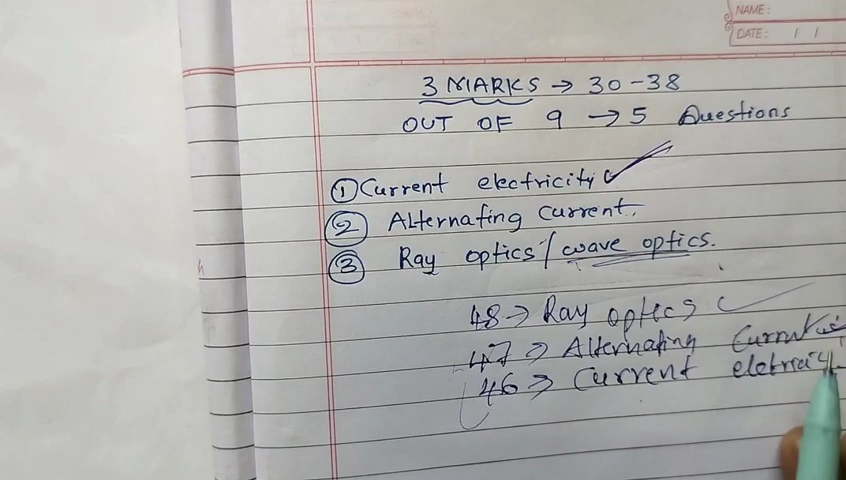 NAME:
DATE: / /
3 MARKS → 30-38
OUT OF 9 → 5 Questions
① Current electricity
② Alternating current.
③ Ray optics / wave optics.
48 → Ray optics
47 → Alternating Current
46 → Current eletricity